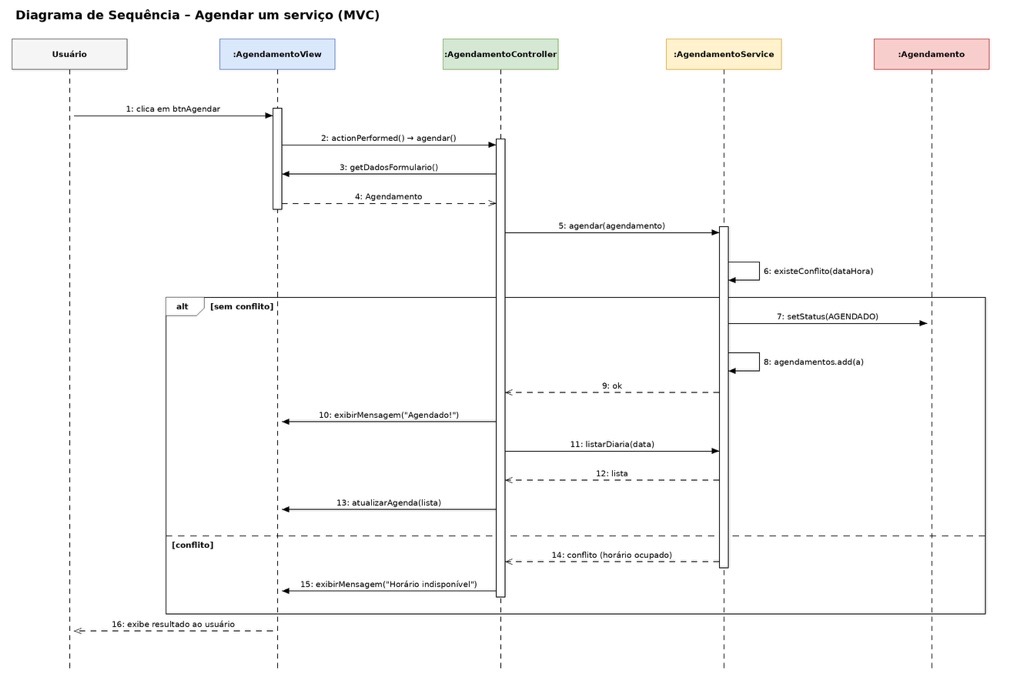 Diagrama de Sequência – Agendar um serviço (MVC)
Usuário
:AgendamentoView
:AgendamentoController
:AgendamentoService
:Agendamento
1: clica em btnAgendar
2: actionPerformed() → agendar()
3: getDadosFormulario()
4: Agendamento
5: agendar(agendamento)
6: existeConflito(dataHora)
alt
[sem conflito]
7: setStatus(AGENDADO)
8: agendamentos.add(a)
9: ok
10: exibirMensagem("Agendado!")
11: listarDiaria(data)
12: lista
13: atualizarAgenda(lista)
[conflito]
14: conflito (horário ocupado)
15: exibirMensagem("Horário indisponível")
16: exibe resultado ao usuário